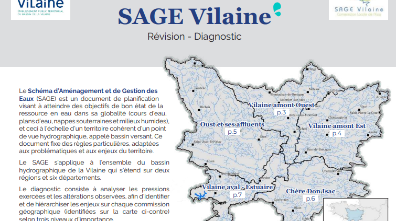 Vilaine
SAGE Vilaine
SAGE Vilaine
Révision - Diagnostic
Le Schéma d'Aménagement et de Gestion des
Eaux (SAGE) est un document de planification
visant à atteindre des objectifs de bon état de la
ressource en eau dans sa globalité (cours d'eau,
plans d'eau, nappes souterraines et milieux humides),
et ceci à l'échelle d'un territoire cohérent d'un point
de vue hydrographique, appelé bassin versant. Ce
document fixe des règles particulières, adaptées
aux problématiques et aux enjeux du territoire.
Le SAGE s'applique à l'ensemble du bassin
hydrographique de la Vilaine qui s'étend sur deux
régions et six départements.
Le diagnostic consiste à analyser les pressions
exercées et les altérations observées, afin d'identifier
et de hiérarchiser les enjeux sur chaque commission
géographique (identifiées sur la carte ci-contre)
selon trois niveaux d'importance.
Vilaine amont Ouest
p.3
Oust et ses affluents
p.5
Vilaine amont Est
p.4
Vilaine aval - Estuaire
p.7
Chère Don Isac
p.6